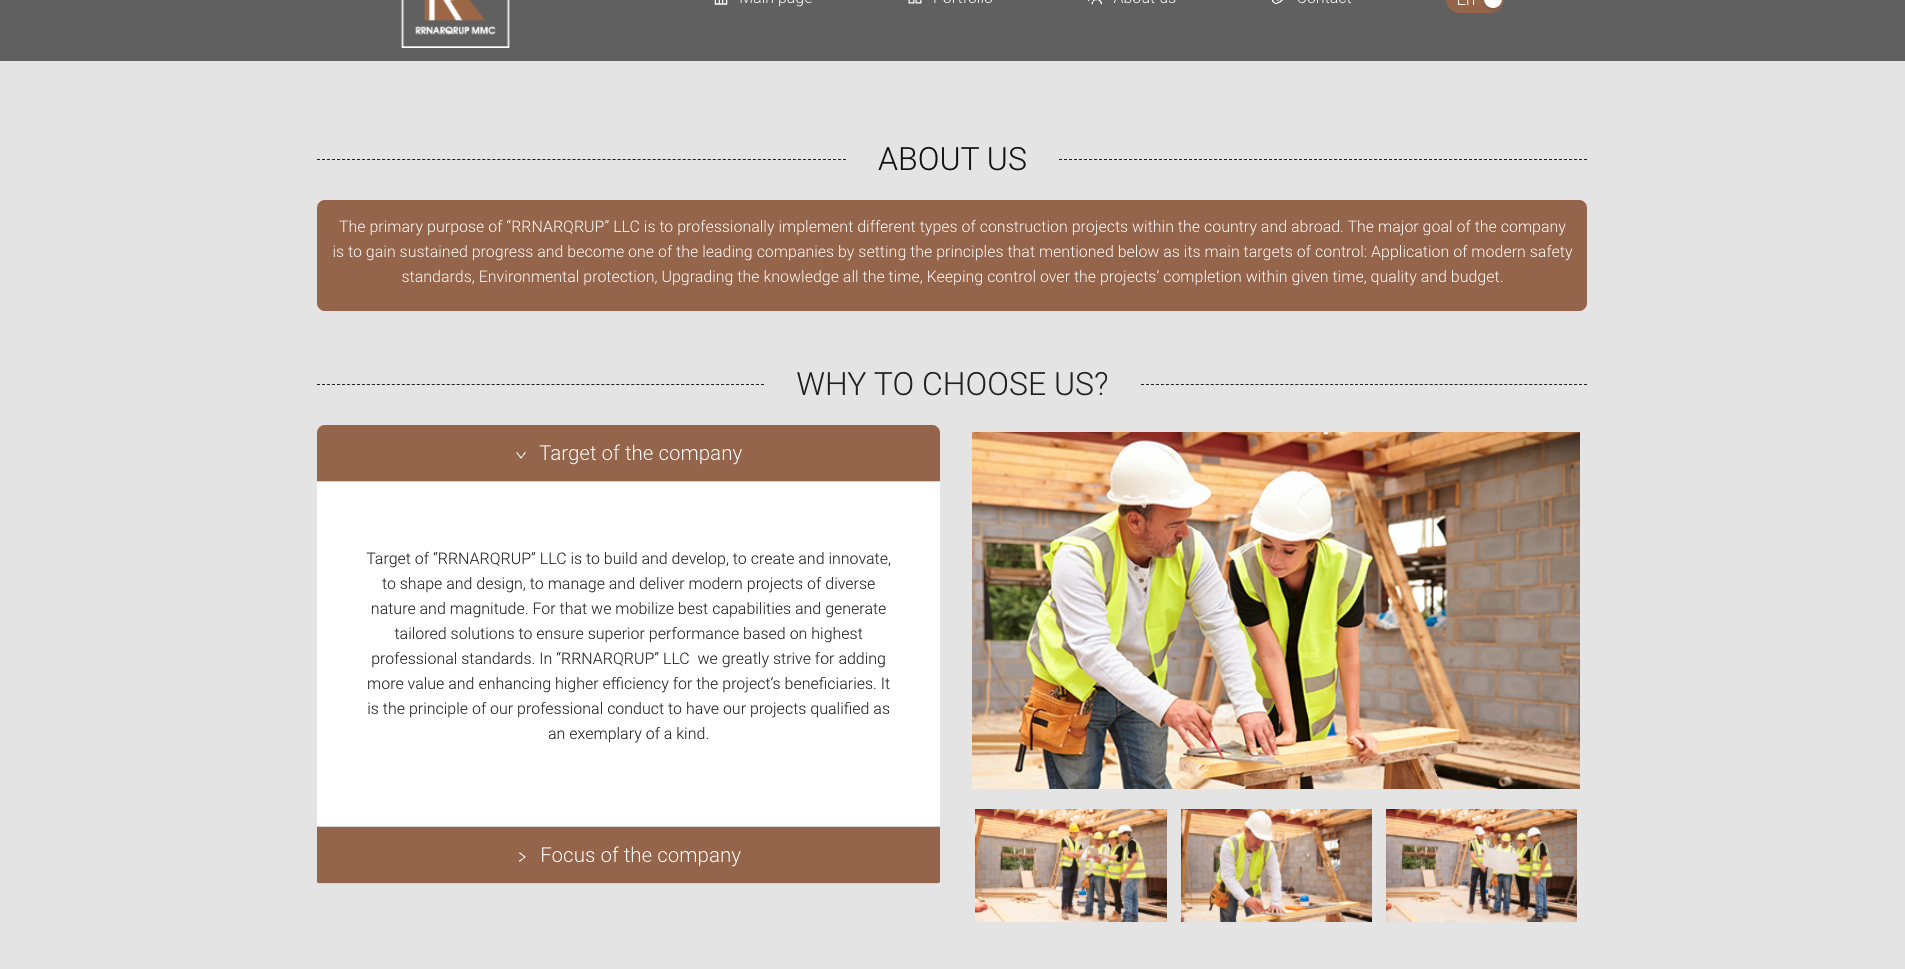 Main page
Portfolio
About us
Contact
En
RRNARQRUP MMC
ABOUT US
The primary purpose of “RRNARQRUP” LLC is to professionally implement different types of construction projects within the country and abroad. The major goal of the company
is to gain sustained progress and become one of the leading companies by setting the principles that mentioned below as its main targets of control: Application of modern safety
standards, Environmental protection, Upgrading the knowledge all the time, Keeping control over the projects’ completion within given time, quality and budget.
WHY TO CHOOSE US?
Target of the company
Target of “RRNARQRUP” LLC is to build and develop, to create and innovate,
to shape and design, to manage and deliver modern projects of diverse
nature and magnitude. For that we mobilize best capabilities and generate
tailored solutions to ensure superior performance based on highest
professional standards. In “RRNARQRUP” LLC  we greatly strive for adding
more value and enhancing higher efficiency for the project’s beneficiaries. It
is the principle of our professional conduct to have our projects qualified as
an exemplary of a kind.
Focus of the company